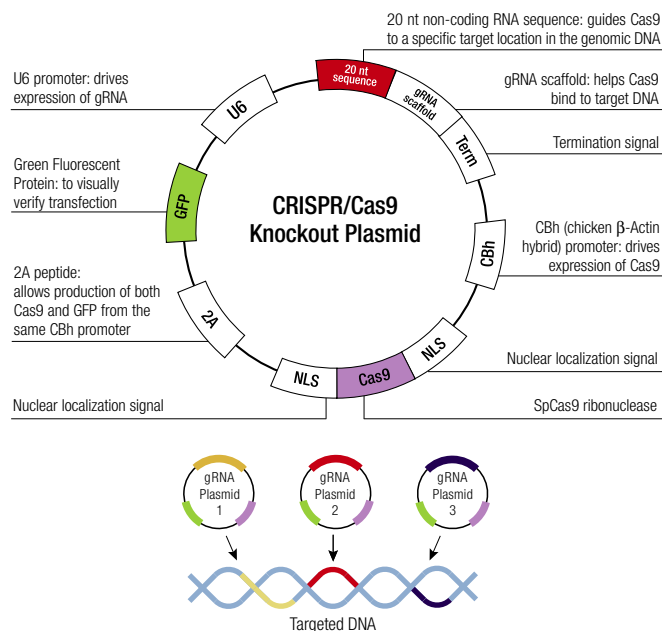 20 nt non-coding RNA sequence: guides Cas9
to a specific target location in the genomic DNA
U6 promoter: drives
expression of gRNA
20 nt
sequence
gRNA
scaffold
gRNA scaffold: helps Cas9
bind to target DNA
U6
Term
Termination signal
Green Fluorescent
Protein: to visually
verify transfection
GFP
CRISPR/Cas9
Knockout Plasmid
CBh
CBh (chicken β-Actin
hybrid) promoter: drives
expression of Cas9
2A peptide:
allows production of both
Cas9 and GFP from the
same CBh promoter
2A
NLS
Cas9
NLS
Nuclear localization signal
Nuclear localization signal
SpCas9 ribonuclease
gRNA
Plasmid
1
gRNA
Plasmid
2
gRNA
Plasmid
3
Targeted DNA